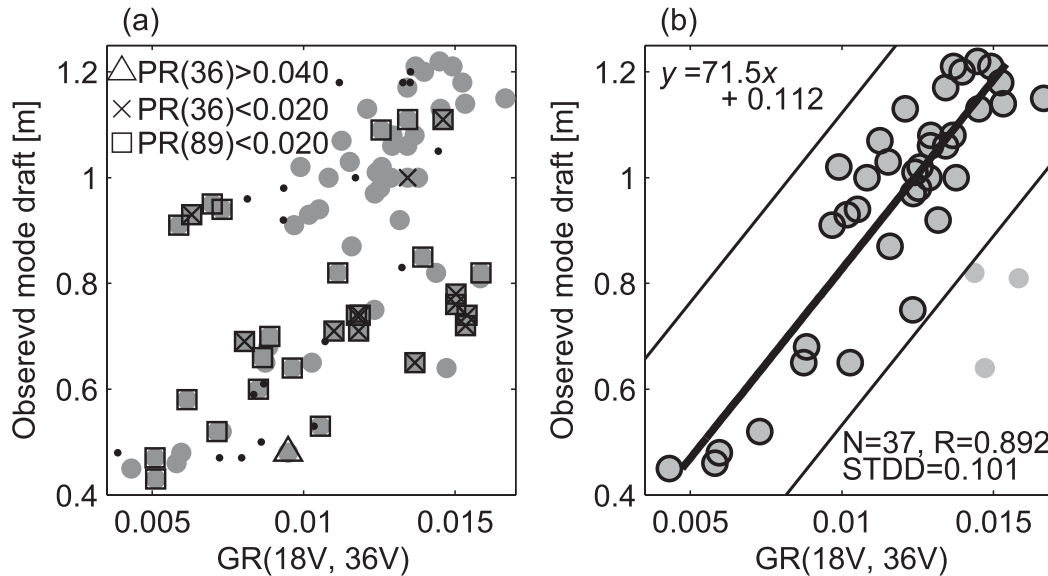 (a)
△ PR(36)>0.040
× PR(36)<0.020
□ PR(89)<0.020
1.2
1
0.8
0.6
0.4
Obserevd mode draft [m]
0.005
0.01
0.015
GR(18V, 36V)
(b)
y =71.5x
+ 0.112
1.2
1
0.8
0.6
0.4
Obserevd mode draft [m]
N=37, R=0.892
STDD=0.101
0.005
0.01
0.015
GR(18V, 36V)